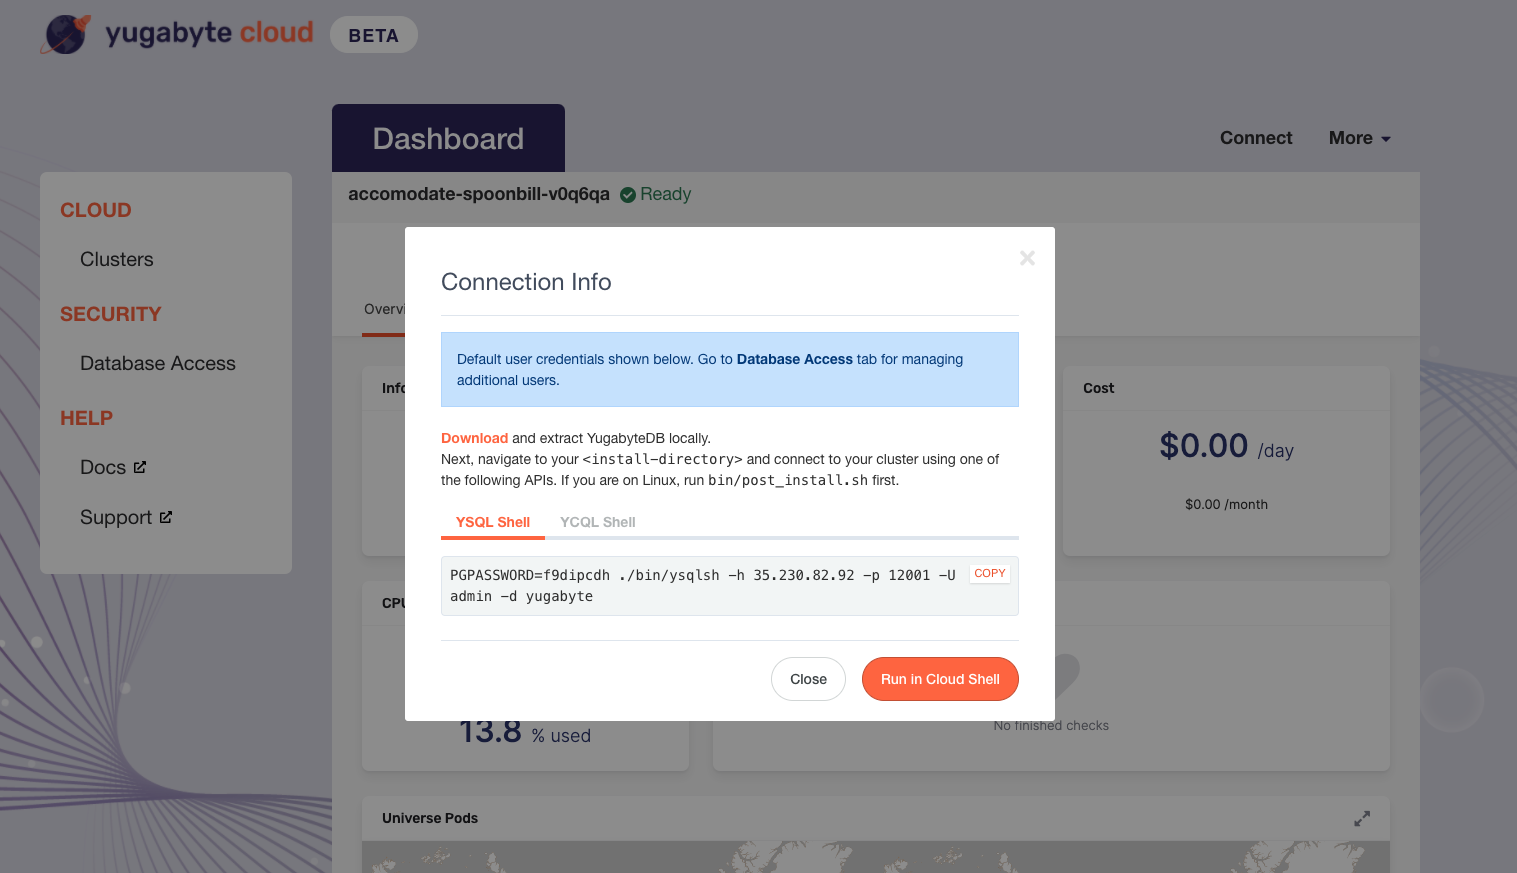 yugabyte cloud BETA
Dashboard
Connect
More
accomodate-spoonbill-v0q6qa Ready
CLOUD
Clusters
SECURITY
Database Access
HELP
Docs
Support
Connection Info
Default user credentials shown below. Go to Database Access tab for managing
additional users.
Download and extract YugabyteDB locally.
Next, navigate to your <install-directory> and connect to your cluster using one of
the following APIs. If you are on Linux, run bin/post_install.sh first.
YSQL Shell
YCQL Shell
PGPASSWORD=f9dipcdh ./bin/ysqlsh -h 35.230.82.92 -p 12001 -U
admin -d yugabyte
COPY
Close
Run in Cloud Shell
Cost
$0.00 /day
$0.00 /month
13.8 % used
No finished checks
Universe Pods